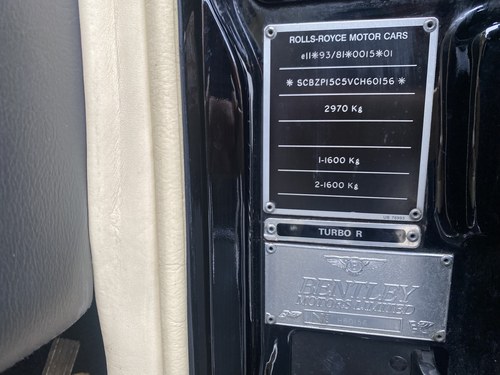 ROLLS-ROYCE MOTOR CARS
e11*93/81*0015*01
* SCBZP15C5VCH60156 *
2970 Kg
1-1600 Kg
2-1600 Kg
TURBO R
BENTLEY
MOTORS LIMITED